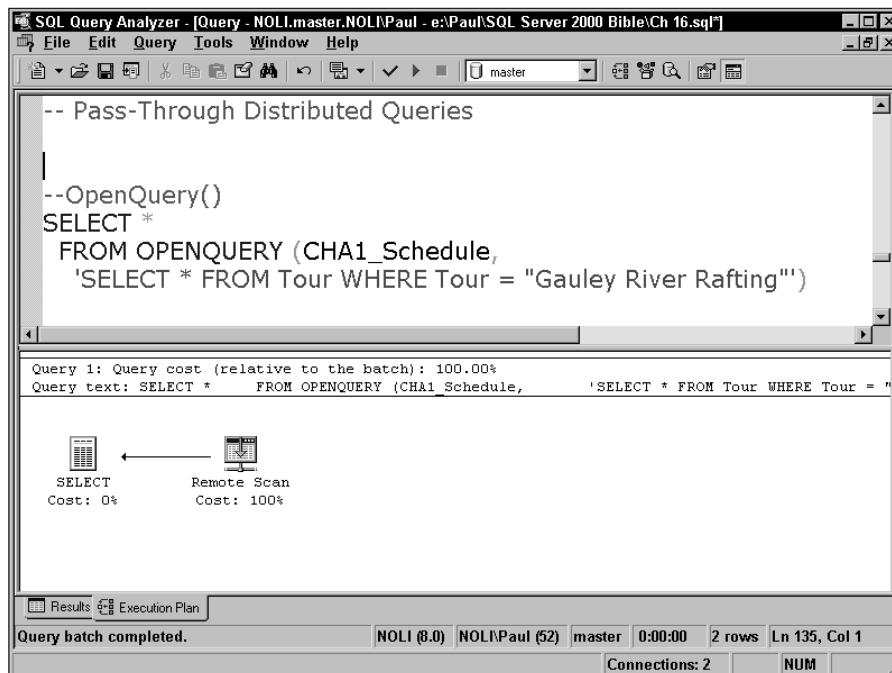 SQL Query Analyzer - [Query - NOLI.master.NOLI\Paul - e:\Paul\SQL Server 2000 Bible\Ch 16.sql*]
File Edit Query Tools Window Help
master
-- Pass-Through Distributed Queries
--OpenQuery()
SELECT *
FROM OPENQUERY (CHA1_Schedule,
'SELECT * FROM Tour WHERE Tour = "Gauley River Rafting"')
Query 1: Query cost (relative to the batch): 100.00%
Query text: SELECT * FROM OPENQUERY (CHA1_Schedule, 'SELECT * FROM Tour WHERE Tour = "
SELECT Remote Scan
Cost: 0% Cost: 100%
Results Execution Plan
Query batch completed. NOLI (8.0) NOLI\Paul (52) master 0:00:00 2 rows Ln 135, Col 1
Connections: 2 NUM